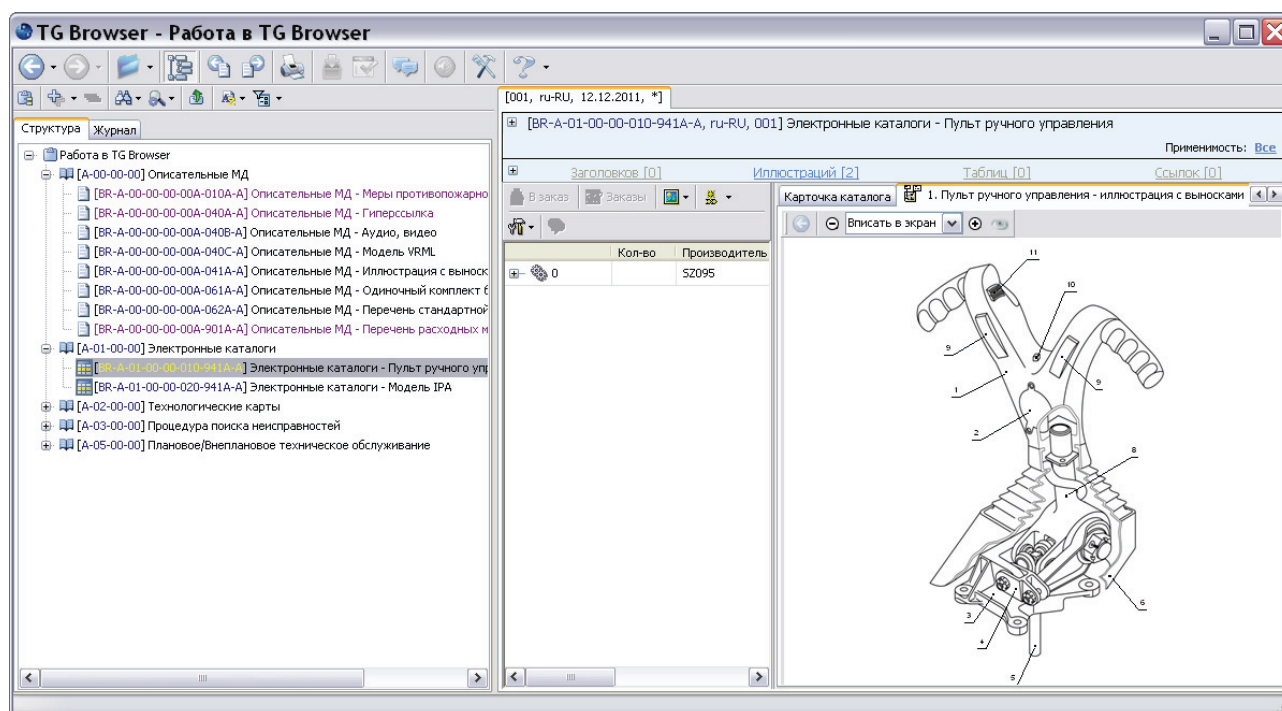 TG Browser - Работа в TG Browser
[001, ru-RU, 12.12.2011, *]
Структура Журнал
[BR-A-01-00-00-010-941A-A, ru-RU, 001] Электронные каталоги - Пульт ручного управления
Применимость: Все
Заголовков [0] Иллюстраций [2] Таблиц [0] Ссылок [0]
Работа в TG Browser
[A-00-00-00] Описательные МД
[BR-A-00-00-00-00A-010A-A] Описательные МД - Меры противопожарно
[BR-A-00-00-00-00A-040A-A] Описательные МД - Гиперссылка
[BR-A-00-00-00-00A-040B-A] Описательные МД - Аудио, видео
[BR-A-00-00-00-00A-040C-A] Описательные МД - Модель VRML
[BR-A-00-00-00-00A-041A-A] Описательные МД - Иллюстрация с выноск
[BR-A-00-00-00-00A-061A-A] Описательные МД - Одиночный комплект
[BR-A-00-00-00-00A-062A-A] Описательные МД - Перечень стандартной
[BR-A-00-00-00-00A-901A-A] Описательные МД - Перечень расходных м
[A-01-00-00] Электронные каталоги
[BR-A-01-00-00-010-941A-A] Электронные каталоги - Пульт ручного упр
[BR-A-01-00-00-020-941A-A] Электронные каталоги - Модель IPA
[A-02-00-00] Технологические карты
[A-03-00-00] Процедура поиска неисправностей
[A-05-00-00] Плановое/Внеплановое техническое обслуживание
В заказ Заказы
Кол-во Производитель
0 SZ095
Карточка каталога 1. Пульт ручного управления - иллюстрация с выносками
Вписать в экран
11
10
9
1
9
2
8
6
3
4
5